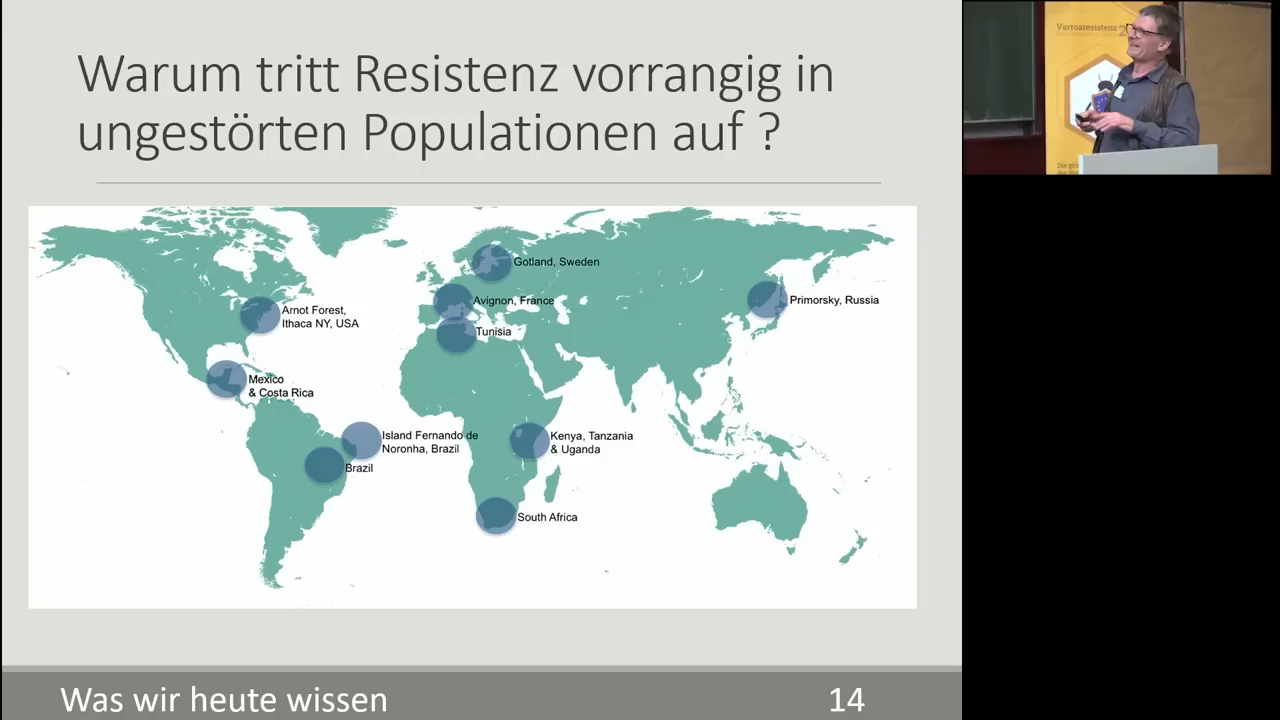 Warum tritt Resistenz vorrangig in
ungestörten Populationen auf ?
Gotland, Sweden
Avignon, France
Primorsky, Russia
Arnot Forest,
Ithaca NY, USA
Tunisia
Mexico
& Costa Rica
Island Fernando de
Noronha, Brazil
Kenya, Tanzania
& Uganda
Brazil
South Africa
Was wir heute wissen
14
Varroaresistenz